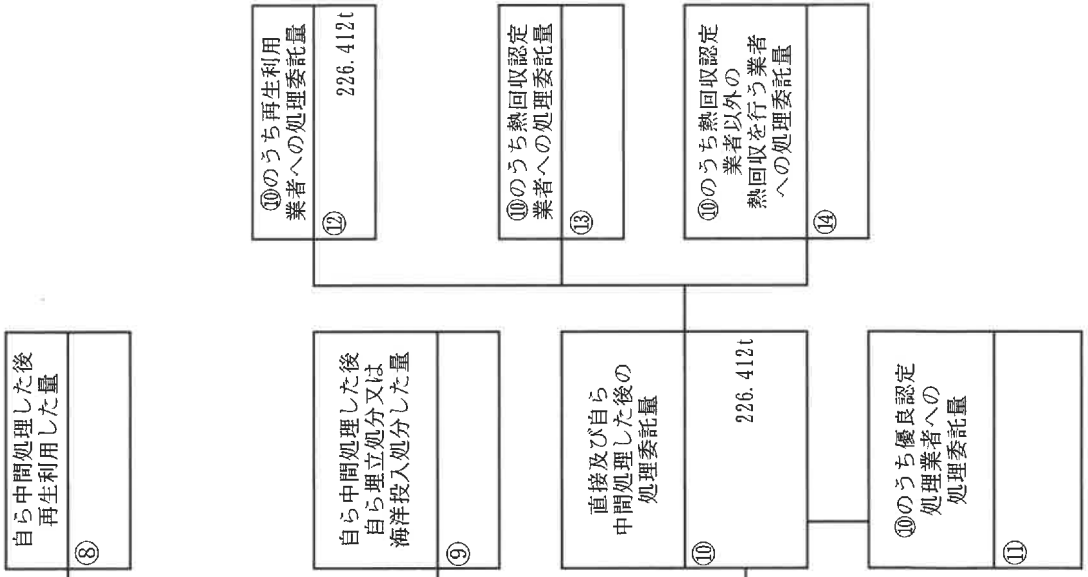 自ら中間処理した後
再生利用した量
⑧
自ら中間処理した後
自ら埋立処分又は
海洋投入処分した量
⑨
直接及び自ら
中間処理した後の
処理委託量
⑩
226.412t
⑩のうち優良認定
処理業者への
処理委託量
⑪
⑩のうち再生利用
業者への処理委託量
⑫
226.412t
⑩のうち熱回収認定
業者への処理委託量
⑬
⑩のうち熱回収認定
業者以外の
熱回収を行う業者
への処理委託量
⑭